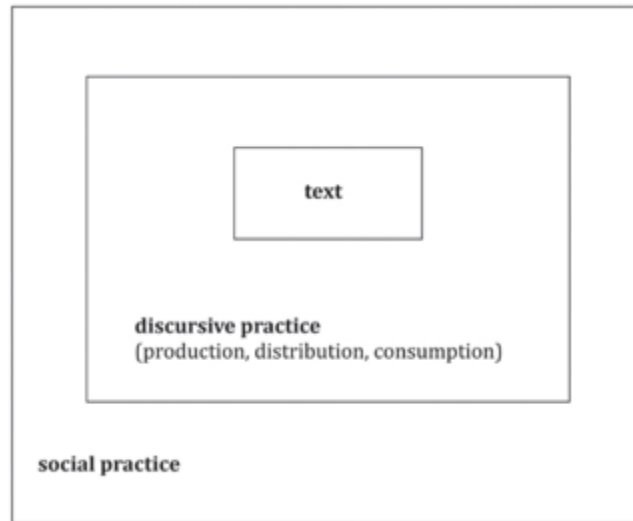 text
discursive practice
(production, distribution, consumption)
social practice